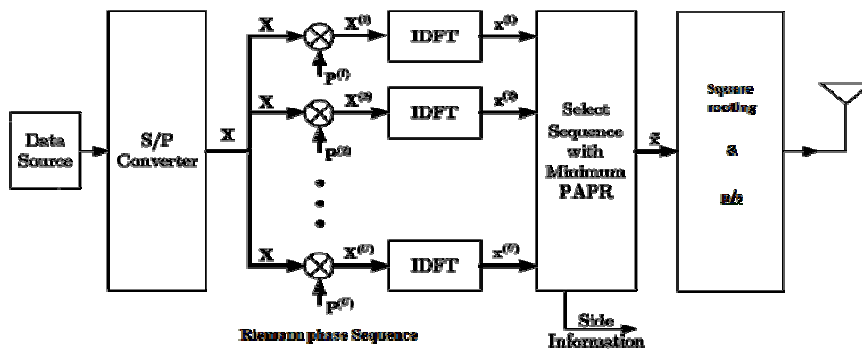 Data
Source
S/P
Converter
X
X
P⁽¹⁾
X⁽¹⁾
IDFT
x⁽¹⁾
X
P⁽²⁾
X⁽²⁾
IDFT
x⁽²⁾
X
P⁽ᵁ⁾
X⁽ᵁ⁾
IDFT
x⁽ᵁ⁾
Select
Sequence
with
Minimum
PAPR
x̃
Square
rooting
&
p/s
Side
Information
Riemann phase Sequence